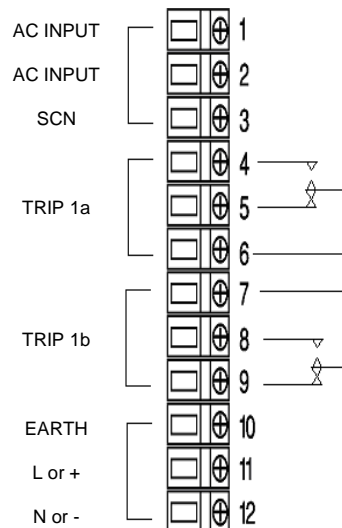 AC INPUT 1
AC INPUT 2
SCN 3
4
TRIP 1a 5
6
7
TRIP 1b 8
9
EARTH 10
L or + 11
N or - 12